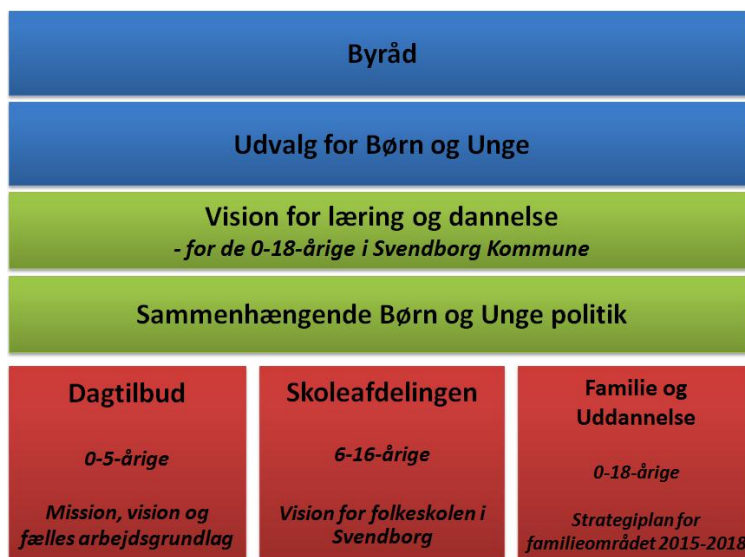 Byråd
Udvalg for Børn og Unge
Vision for læring og dannelse
- for de 0-18-årige i Svendborg Kommune
Sammenhængende Børn og Unge politik
Dagtilbud
0-5-årige
Mission, vision og
fælles arbejdsgrundlag
Skoleafdelingen
6-16-årige
Vision for folkeskolen i
Svendborg
Familie og
Uddannelse
0-18-årige
Strategiplan for
familieområdet 2015-2018